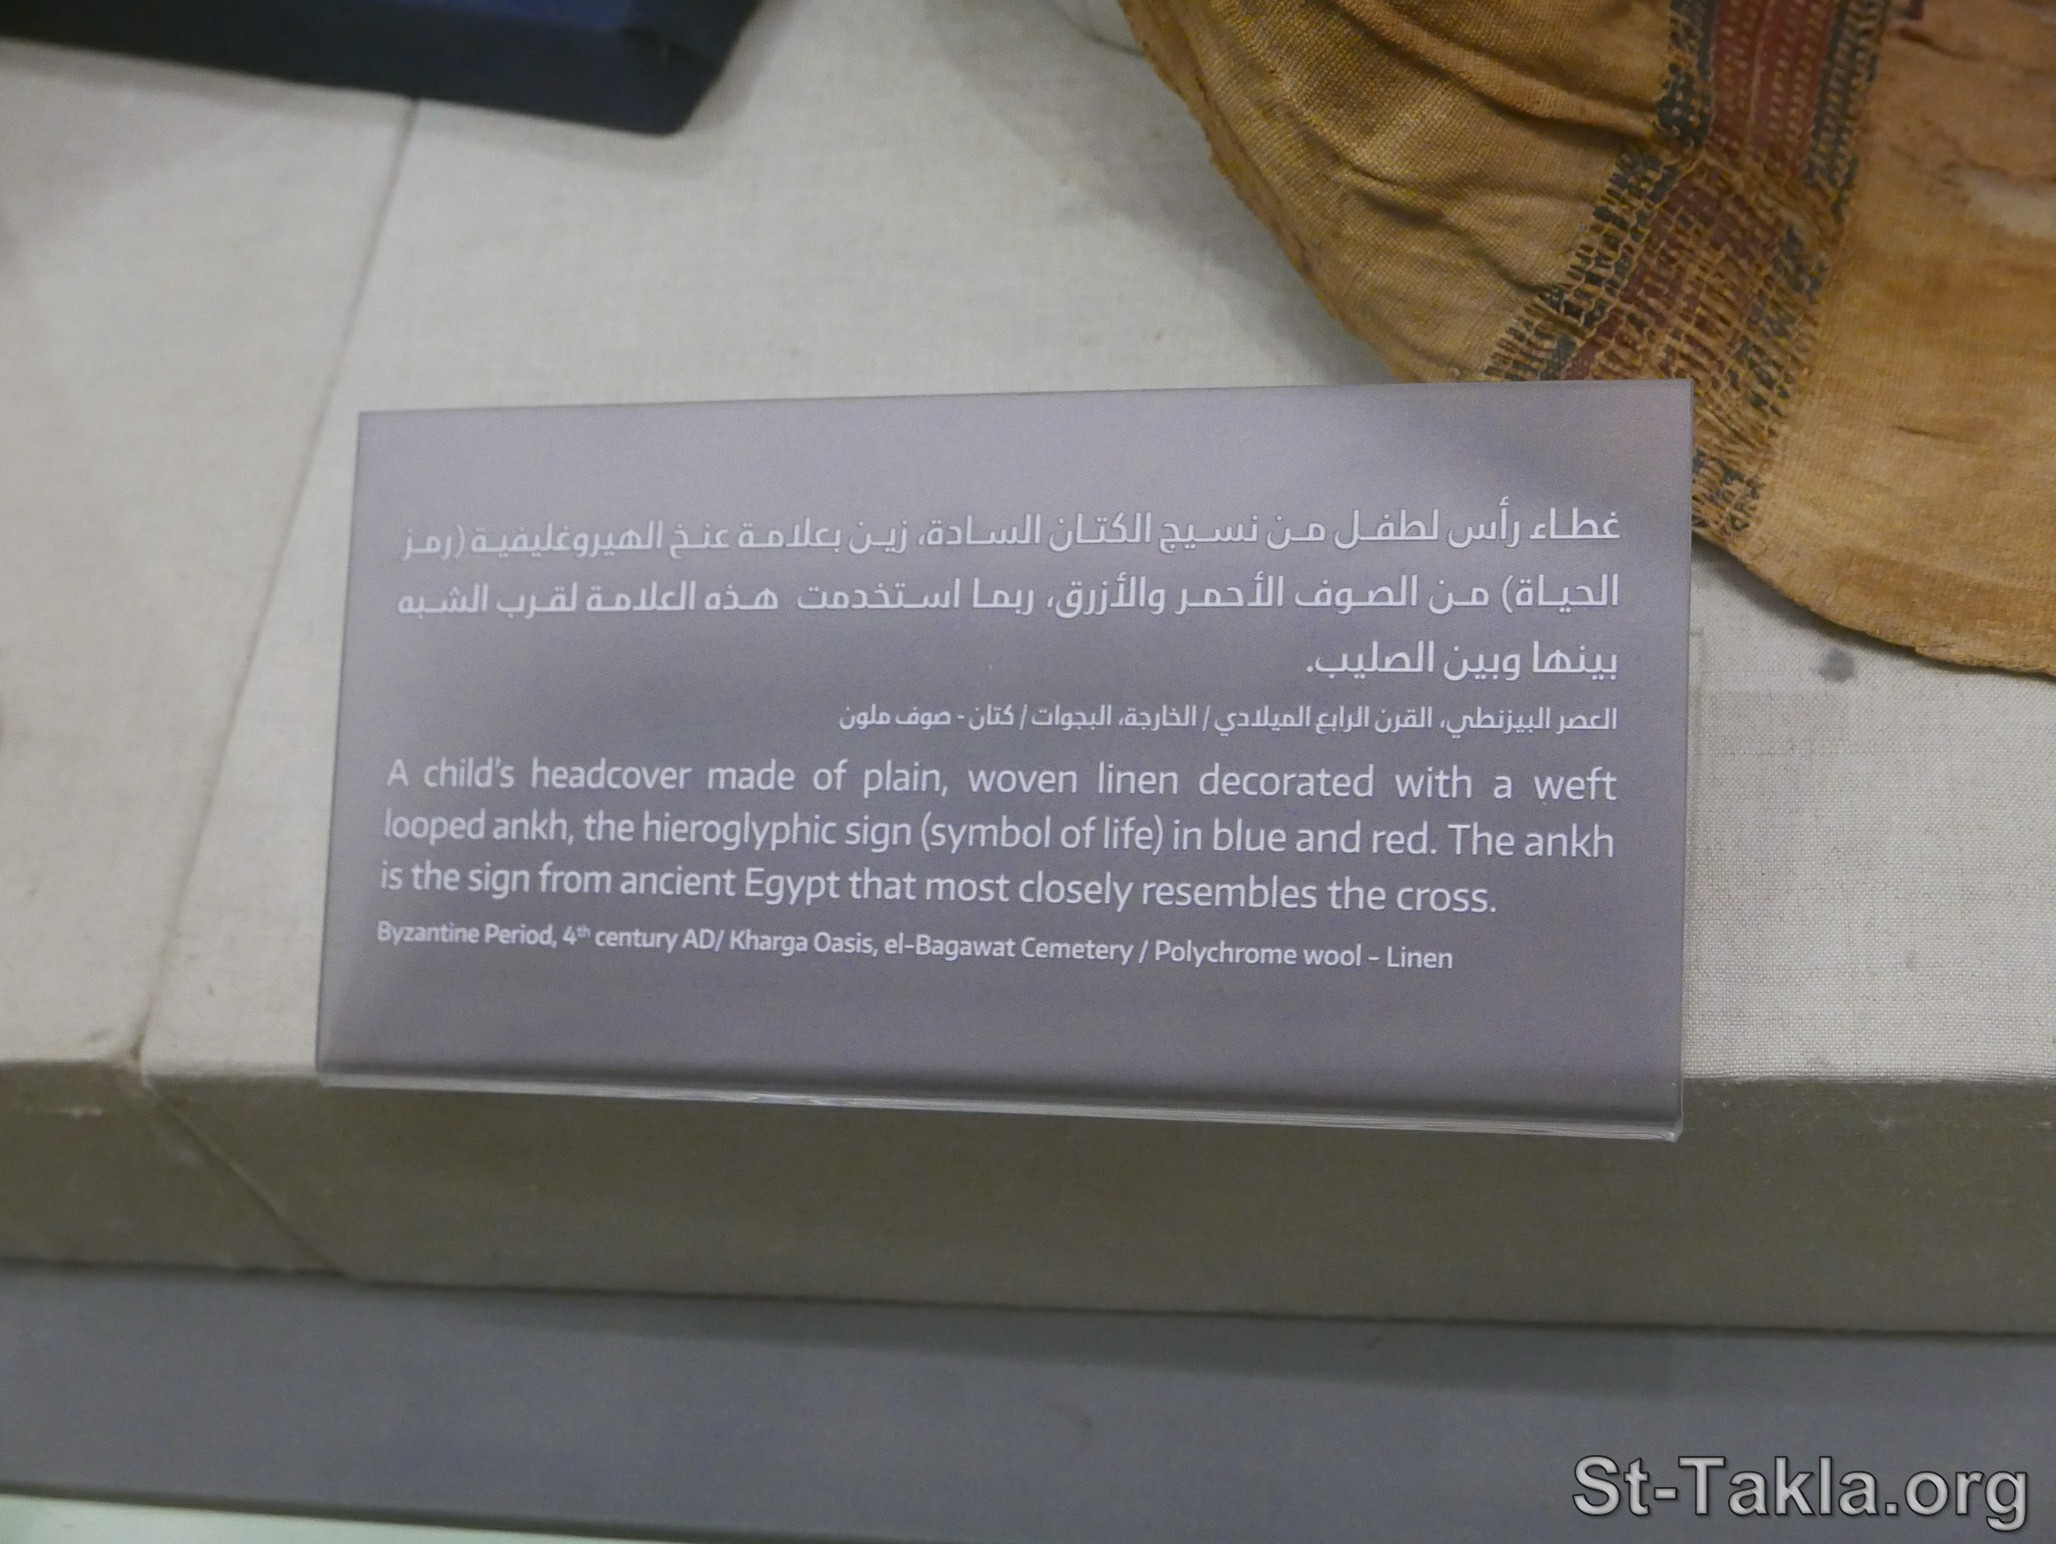 غطاء رأس لطفل من نسيج الكتان السادة، زين بعلامة عنخ الهيروغليفية (رمز
الحياة) من الصوف الأحمر والأزرق، ربما استخدمت هذه العلامة لقرب الشبه
بينها وبين الصليب.
العصر البيزنطي، القرن الرابع الميلادي / الخارجة، البجوات / كتان - صوف ملون
A child's headcover made of plain, woven linen decorated with a weft
looped ankh, the hieroglyphic sign (symbol of life) in blue and red. The ankh
is the sign from ancient Egypt that most closely resembles the cross.
Byzantine Period, 4th century AD/ Kharga Oasis, el-Bagawat Cemetery / Polychrome wool - Linen
St-Takla.org